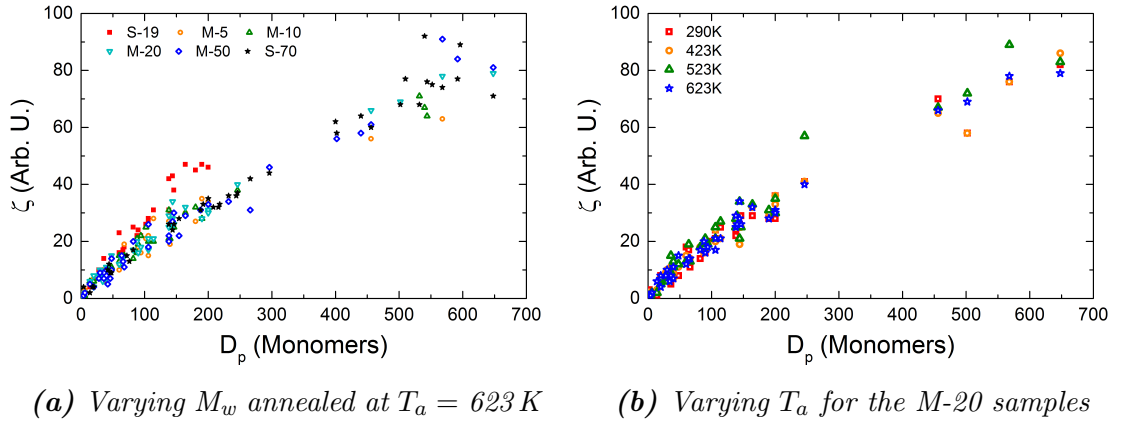 100
80
60
40
20
0
ζ (Arb. U.)
S-19 M-5 M-10
M-20 M-50 S-70
0 100 200 300 400 500 600 700
D_p (Monomers)
(a) Varying M_w annealed at T_a = 623 K
100
80
60
40
20
0
ζ (Arb. U.)
290K
423K
523K
623K
0 100 200 300 400 500 600 700
D_p (Monomers)
(b) Varying T_a for the M-20 samples